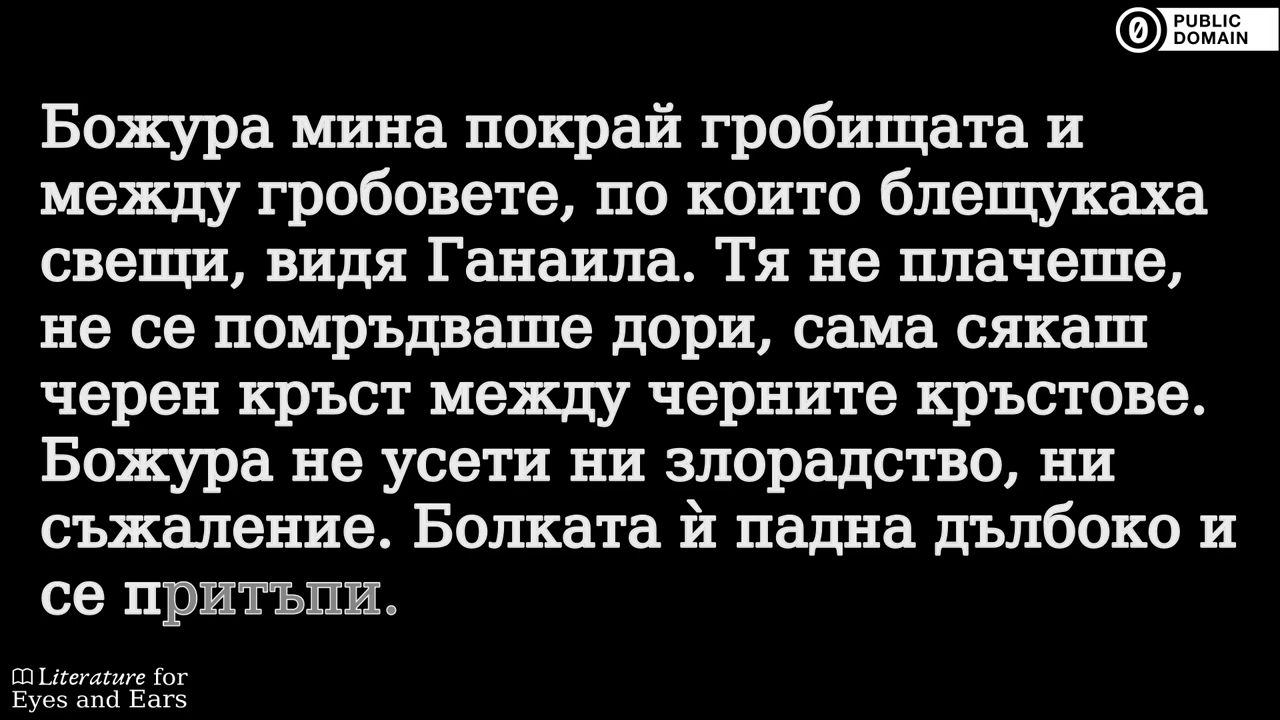 PUBLIC
DOMAIN
Божура мина покрай гробищата и
между гробовете, по които блещукаха
свещи, видя Ганаила. Тя не плачеше,
не се помръдваше дори, сама сякаш
черен кръст между черните кръстове.
Божура не усети ни злорадство, ни
съжаление. Болката ѝ падна дълбоко и
се притъпи.
Literature for
Eyes and Ears